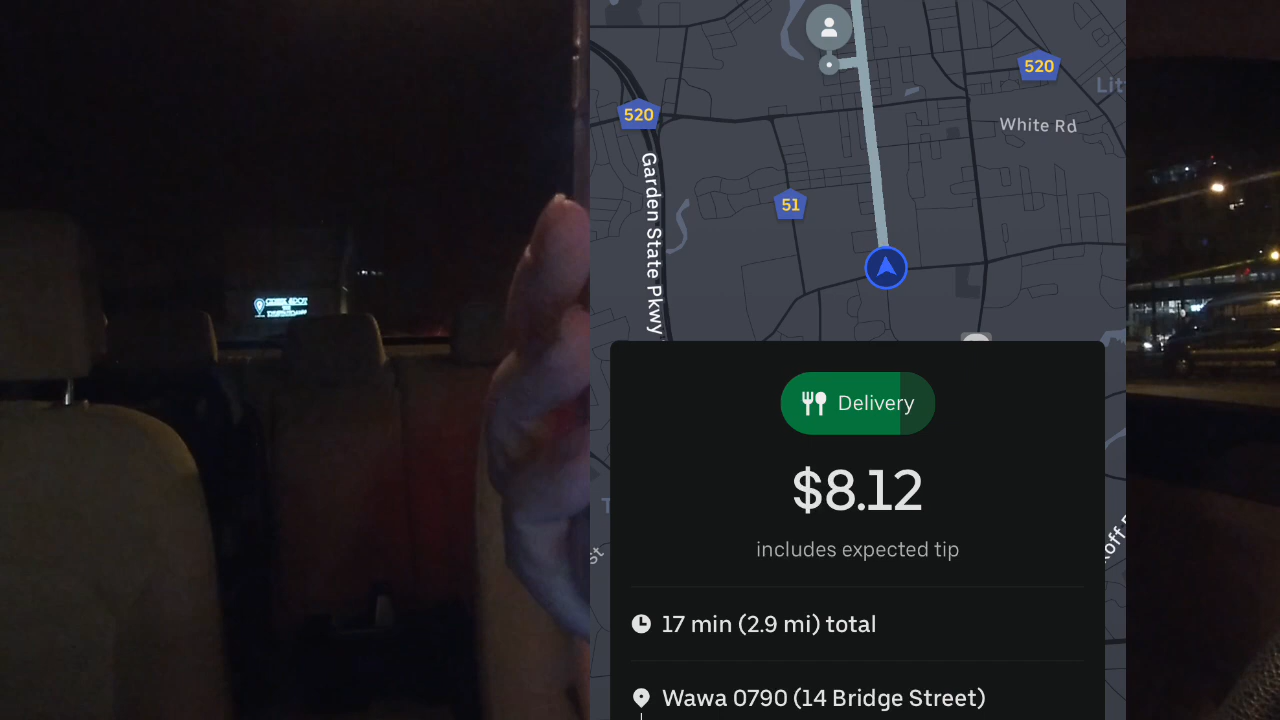 520
520
Lit
White Rd
Garden State Pkwy
51
Delivery
$8.12
includes expected tip
17 min (2.9 mi) total
Wawa 0790 (14 Bridge Street)